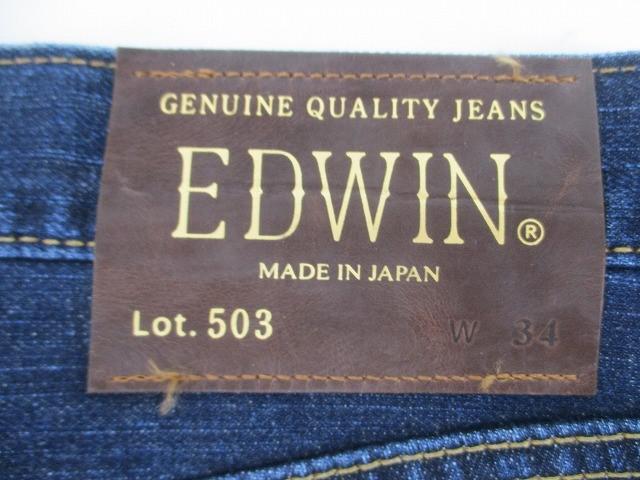 GENUINE QUALITY JEANS
EDWIN®
MADE IN JAPAN
Lot. 503 W 34